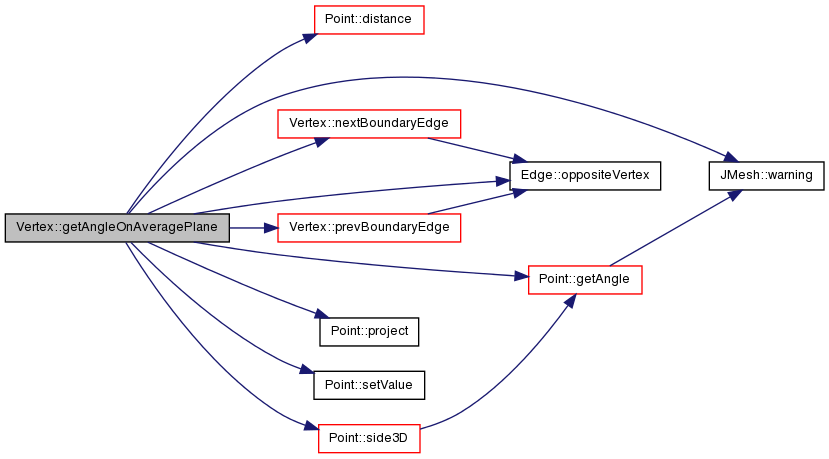 Point::distance
Vertex::nextBoundaryEdge
Edge::oppositeVertex
JMesh::warning
Vertex::getAngleOnAveragePlane
Vertex::prevBoundaryEdge
Point::getAngle
Point::project
Point::setValue
Point::side3D